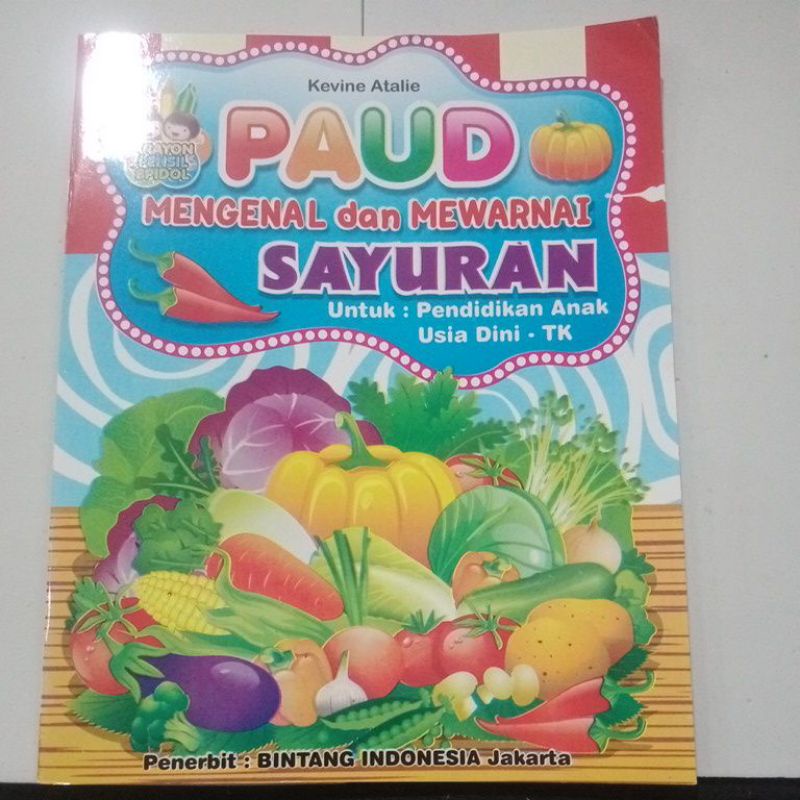 Kevine Atalie
PAUD
MENGENAL dan MEWARNAI
SAYURAN
Untuk : Pendidikan Anak
Usia Dini - TK
Penerbit : BINTANG INDONESIA Jakarta